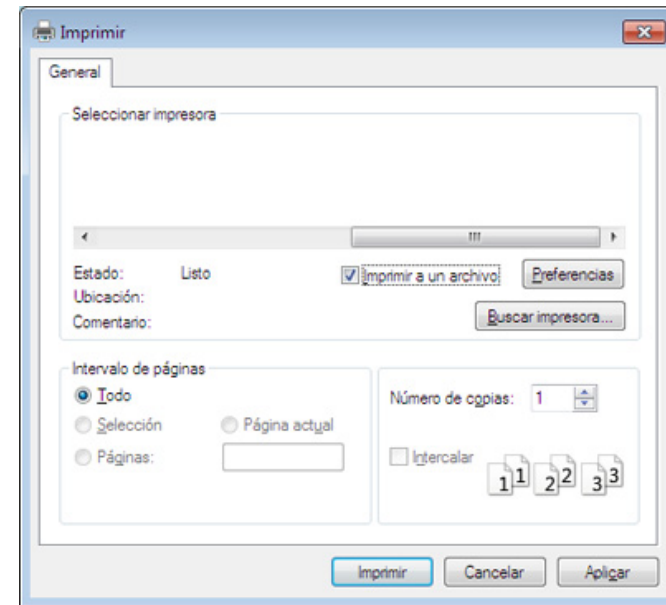 Imprimir
General
Seleccionar impresora
Estado: Listo
Imprimir a un archivo
Preferencias
Ubicación:
Comentario:
Buscar impresora...
Intervalo de páginas
Todo
Selección
Página actual
Páginas:
Número de copias: 1
Intercalar
1 1 2 2 3 3
Imprimir
Cancelar
Aplicar